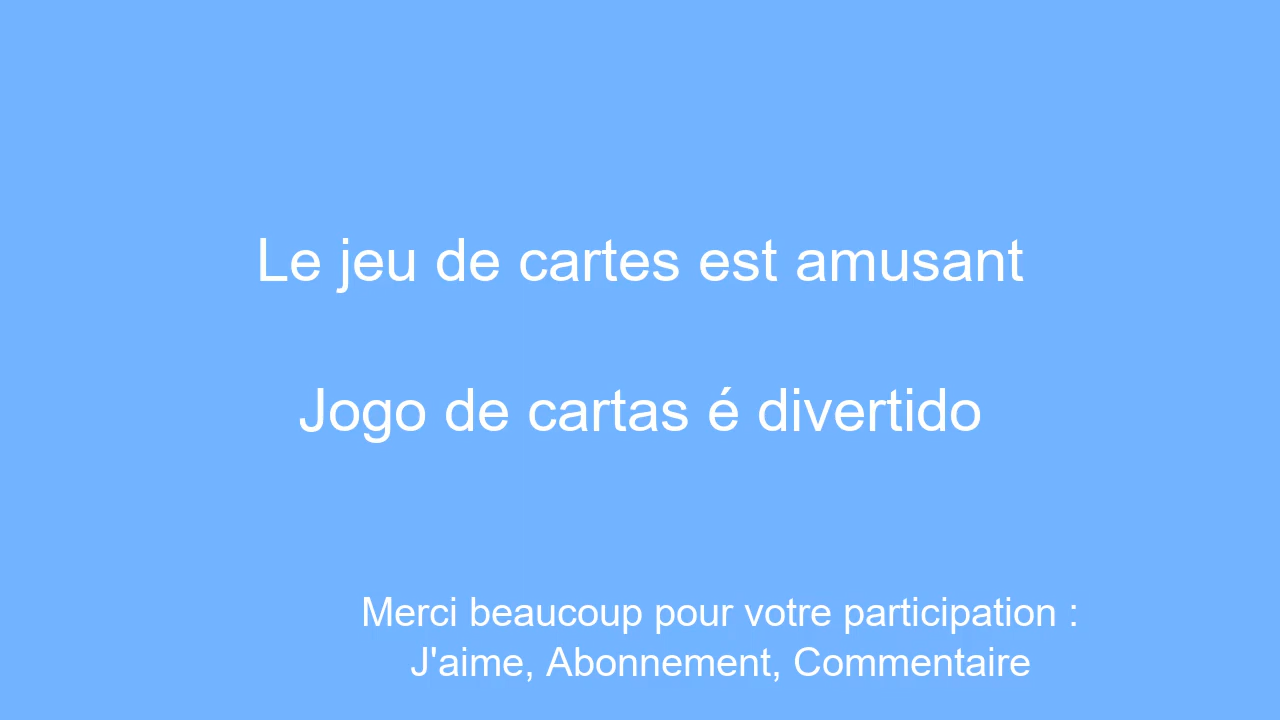 Le jeu de cartes est amusant
Jogo de cartas é divertido
Merci beaucoup pour votre participation :
J'aime, Abonnement, Commentaire